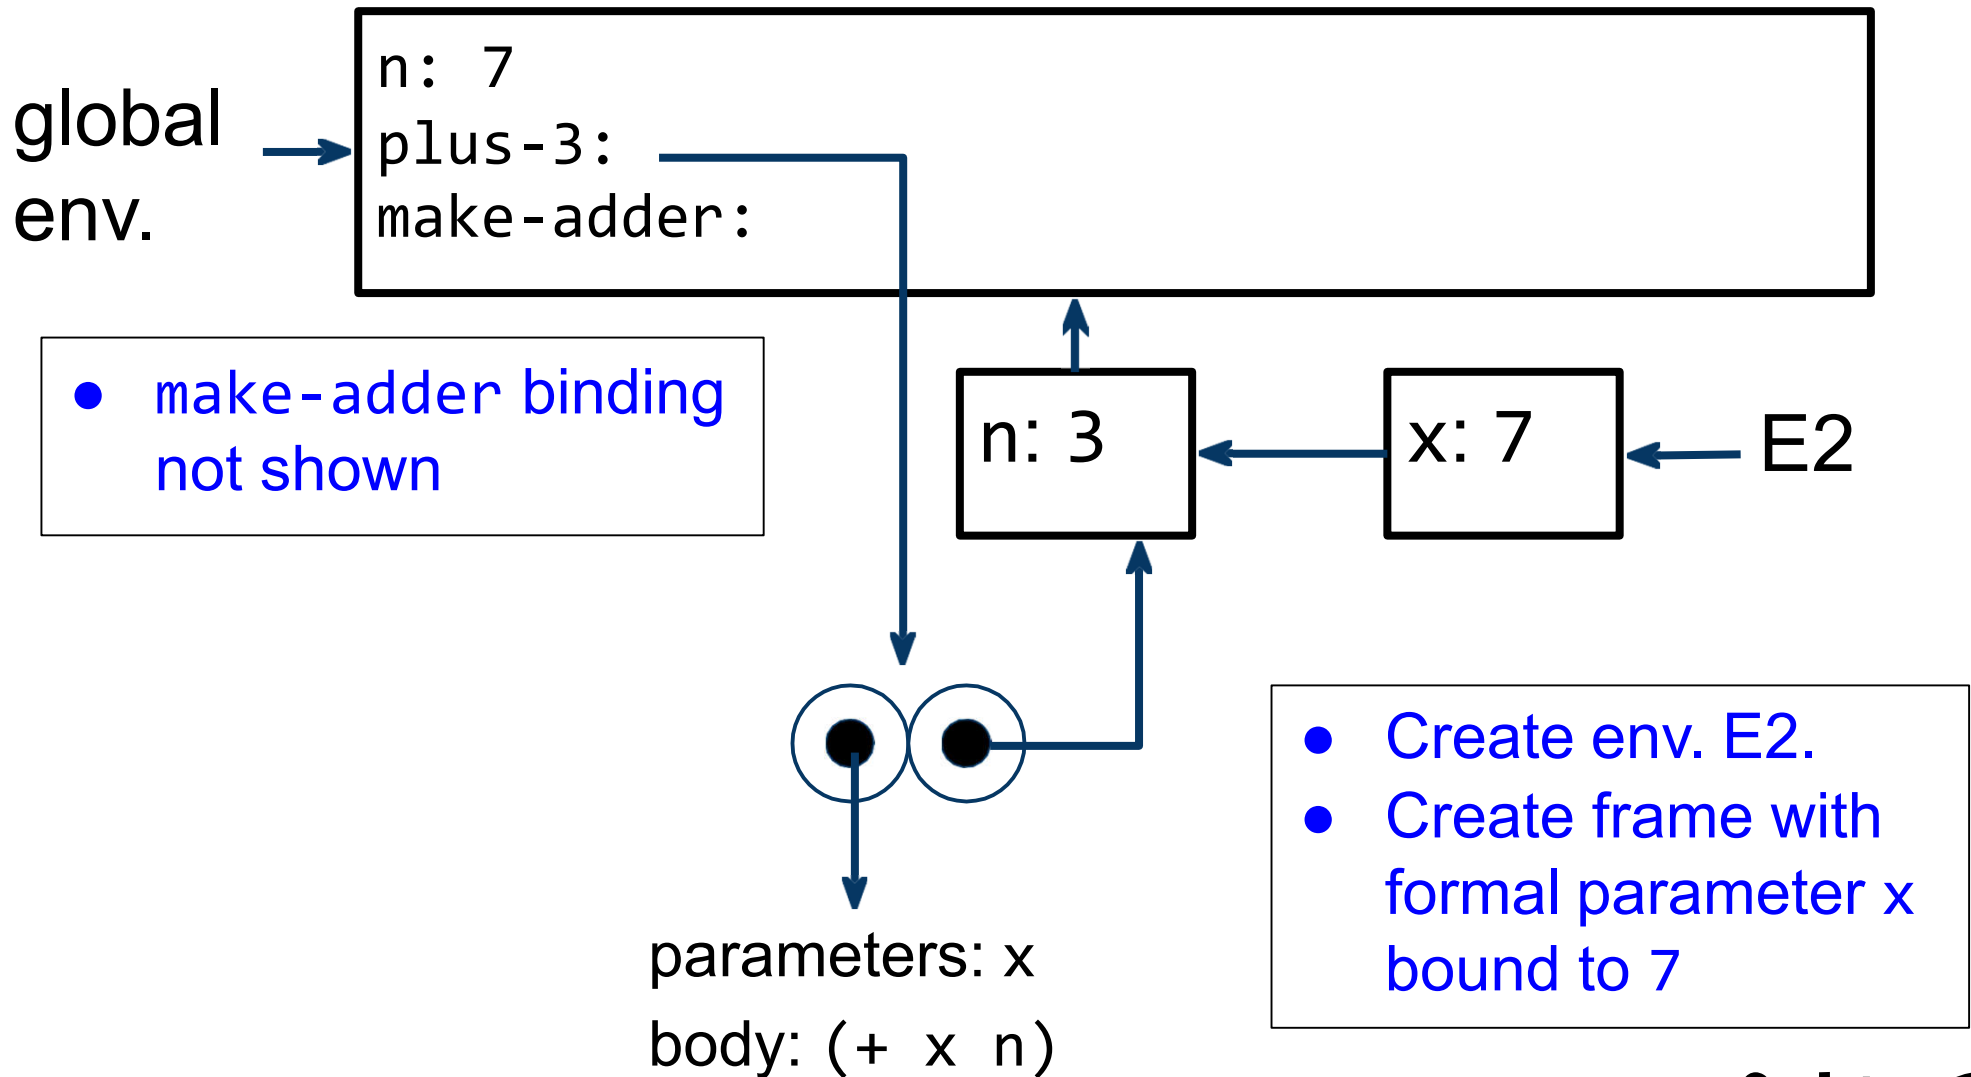 global
env.
n: 7
plus-3:
make-adder:
● make-adder binding
not shown
n: 3
x: 7
E2
parameters: x
body: (+ x n)
● Create env. E2.
● Create frame with
formal parameter x
bound to 7